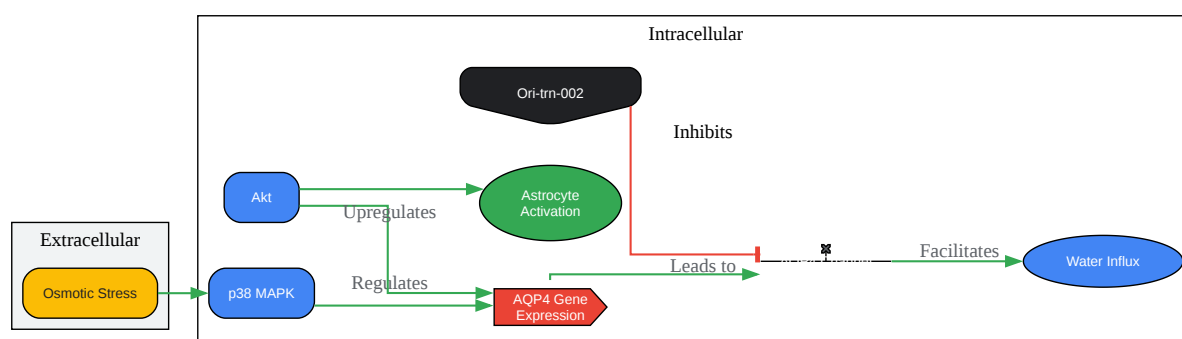 Intracellular
Ori-trn-002
Inhibits
Akt
Astrocyte
Activation
Upregulates
Extracellular
Osmotic Stress
p38 MAPK
Regulates
Leads to
Facilitates
Water Influx
AQP4 Gene
Expression